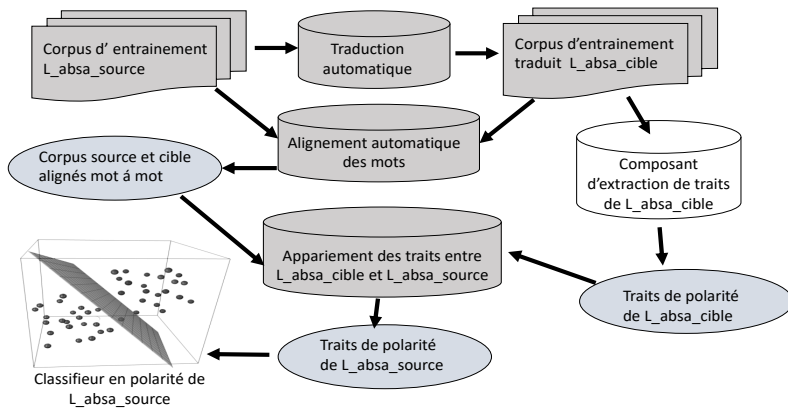 Corpus d’ entrainement
L_absa_source
Traduction
automatique
Corpus d’entrainement
traduit L_absa_cible
Alignement automatique
des mots
Corpus source et cible
alignés mot á mot
Composant
d’extraction de traits
de L_absa_cible
Appariement des traits entre
L_absa_cible et L_absa_source
Traits de polarité
de L_absa_cible
Traits de polarité
de L_absa_source
Classifieur en polarité de
L_absa_source